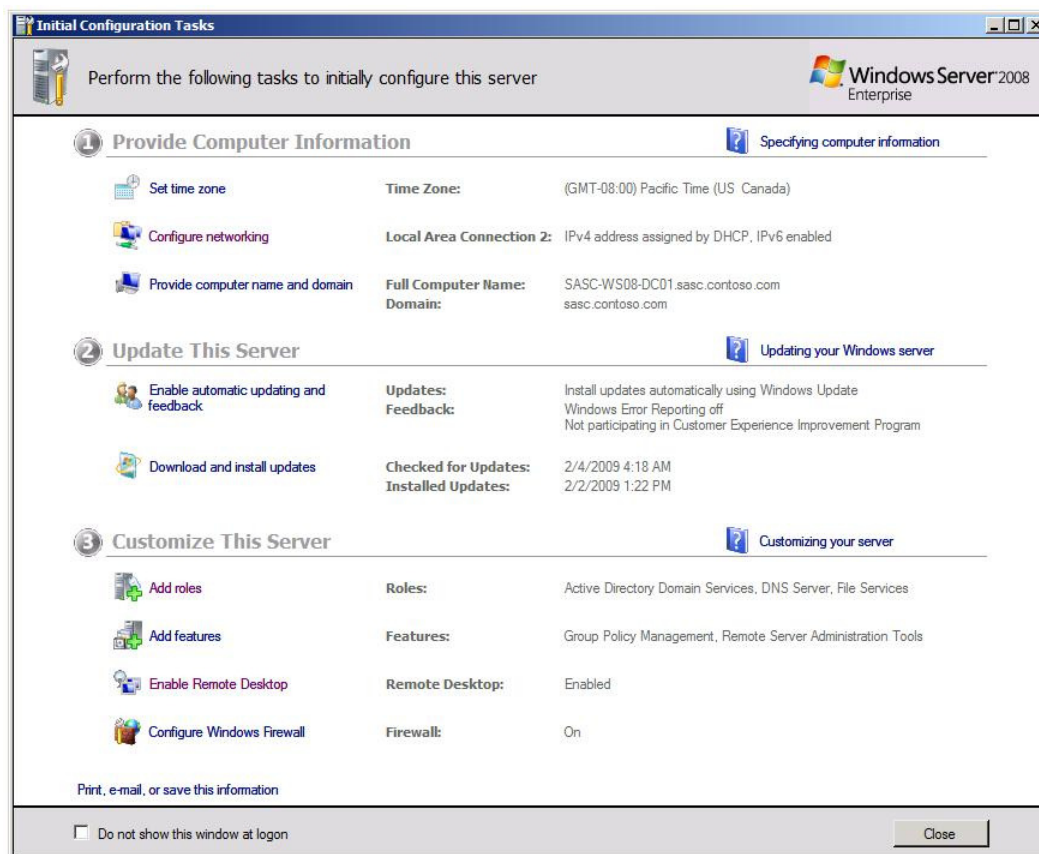 Initial Configuration Tasks
Perform the following tasks to initially configure this server
Windows Server 2008
Enterprise
1 Provide Computer Information
Specifying computer information
Set time zone
Time Zone: (GMT-08:00) Pacific Time (US Canada)
Configure networking
Local Area Connection 2: IPv4 address assigned by DHCP, IPv6 enabled
Provide computer name and domain
Full Computer Name: SASC-WS08-DC01.sasc.contoso.com
Domain: sasc.contoso.com
2 Update This Server
Updating your Windows server
Enable automatic updating and
feedback
Updates: Install updates automatically using Windows Update
Feedback: Windows Error Reporting off
Not participating in Customer Experience Improvement Program
Download and install updates
Checked for Updates: 2/4/2009 4:18 AM
Installed Updates: 2/2/2009 1:22 PM
3 Customize This Server
Customizing your server
Add roles
Roles: Active Directory Domain Services, DNS Server, File Services
Add features
Features: Group Policy Management, Remote Server Administration Tools
Enable Remote Desktop
Remote Desktop: Enabled
Configure Windows Firewall
Firewall: On
Print, e-mail, or save this information
Do not show this window at logon
Close